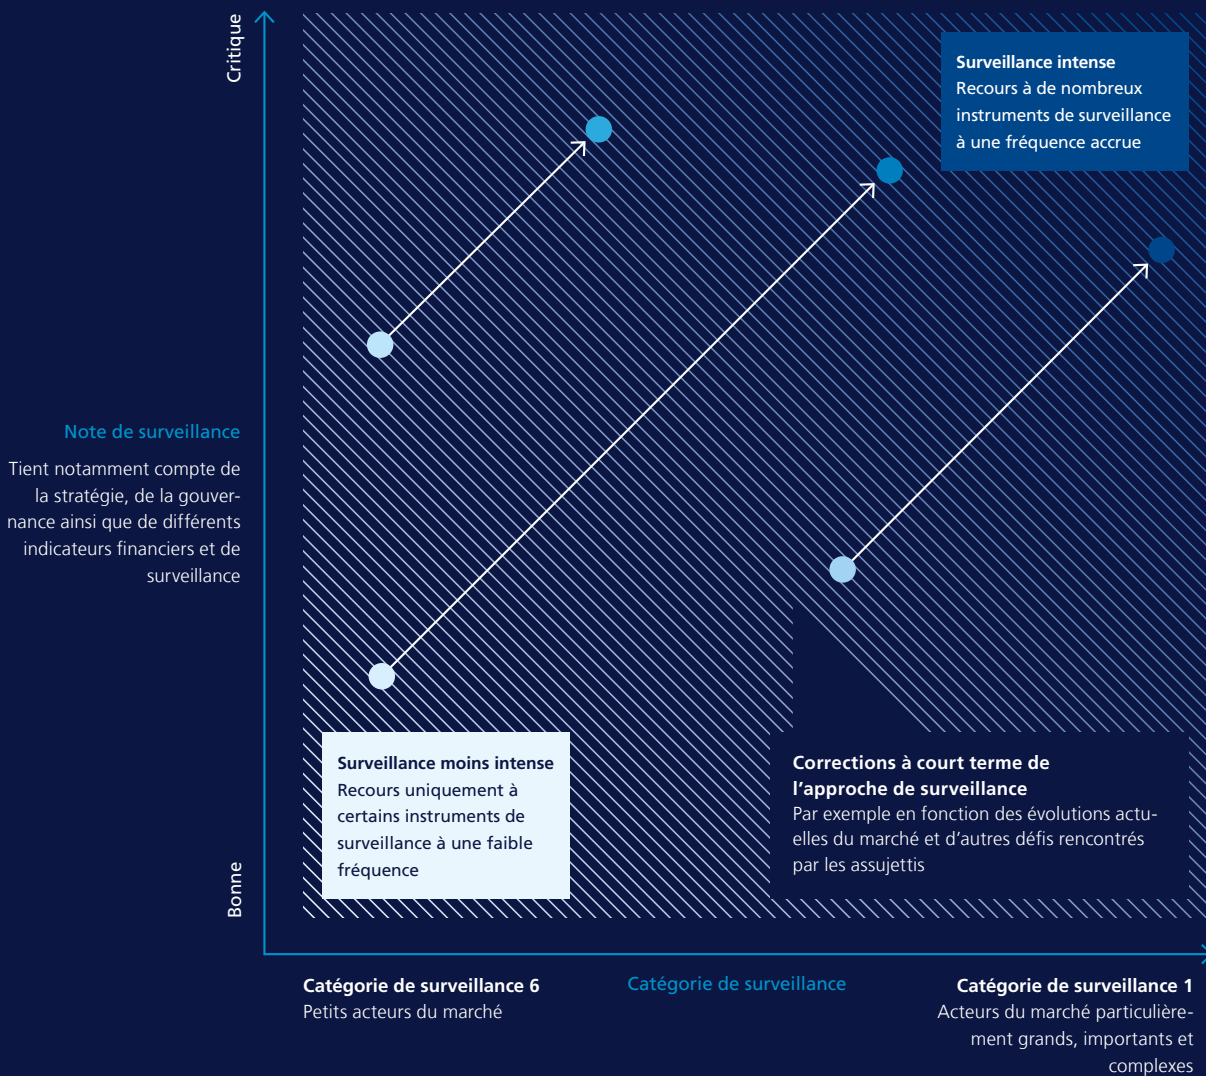 Critique
Surveillance intense
Recours à de nombreux
instruments de surveillance
à une fréquence accrue
Note de surveillance
Tient notamment compte de
la stratégie, de la gouver-
nance ainsi que de différents
indicateurs financiers et de
surveillance
Surveillance moins intense
Recours uniquement à
certains instruments de
surveillance à une faible
fréquence
Corrections à court terme de
l’approche de surveillance
Par exemple en fonction des évolutions actu-
elles du marché et d’autres défis rencontrés
par les assujettis
Bonne
Catégorie de surveillance 6
Petits acteurs du marché
Catégorie de surveillance
Catégorie de surveillance 1
Acteurs du marché particulière-
ment grands, importants et
complexes